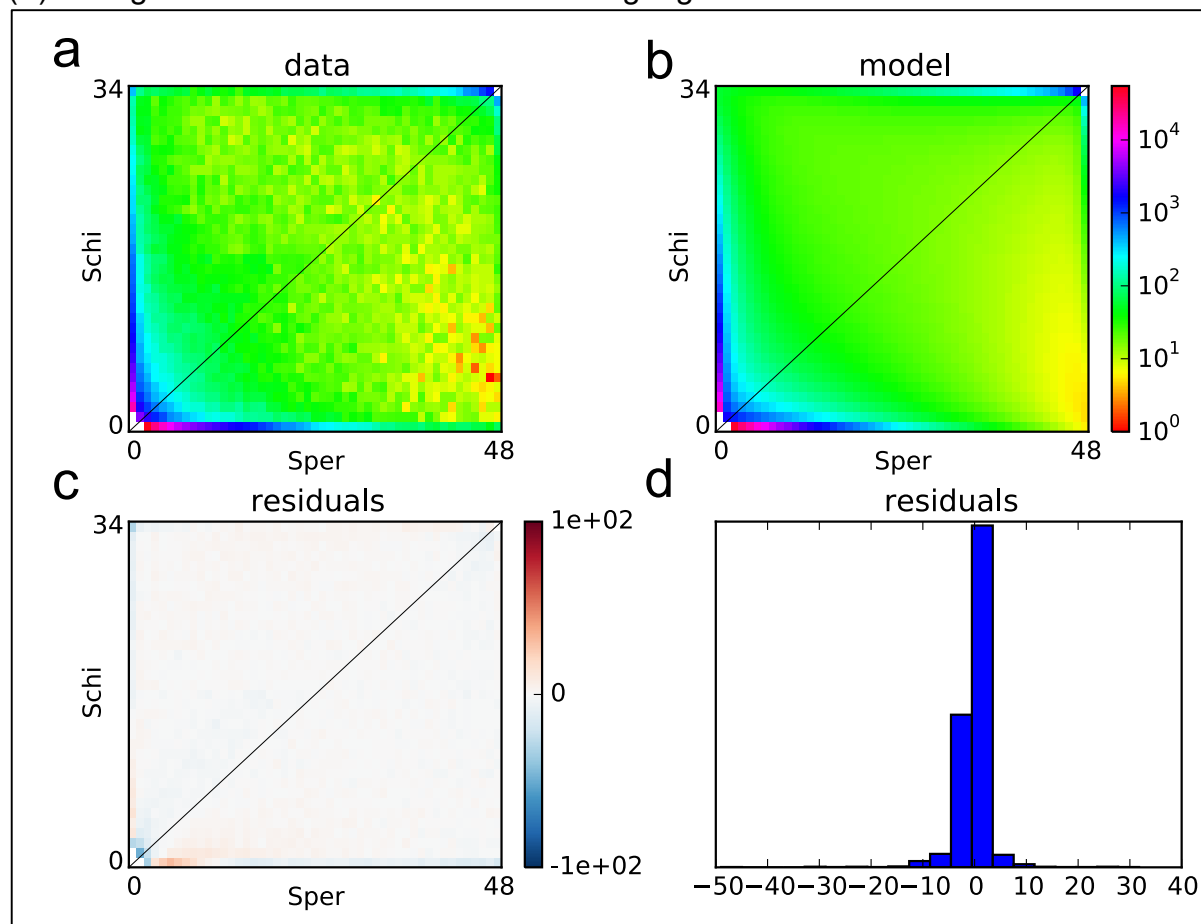 a
data
34
Schi
0
0
Sper
48
b
model
34
Schi
0
0
Sper
48
10^4
10^3
10^2
10^1
10^0
c
residuals
34
Schi
0
0
Sper
48
1e+02
0
-1e+02
d
residuals
−50 −40 −30 −20 −10 0 10 20 30 40